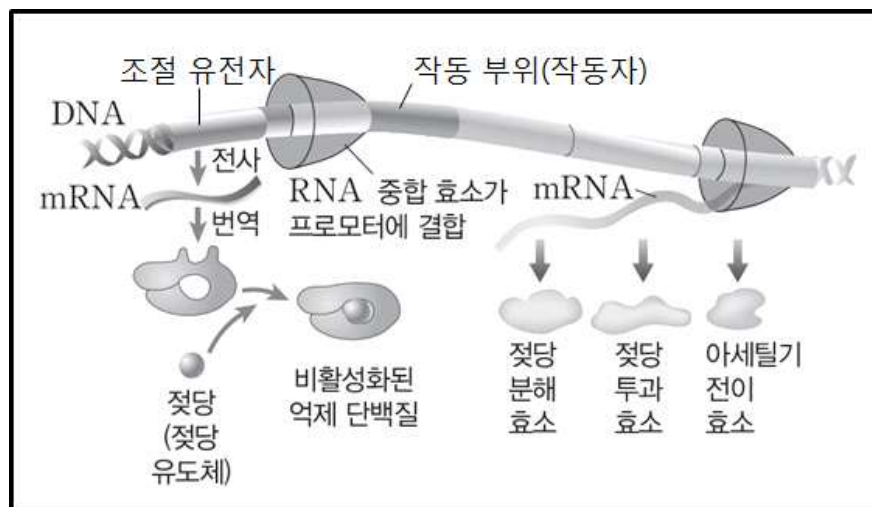 조절 유전자
작동 부위(작동자)
DNA
전사
mRNA
번역
RNA 중합 효소가
프로모터에 결합
mRNA
젖당
(젖당
유도체)
비활성화된
억제 단백질
젖당
분해
효소
젖당
투과
효소
아세틸기
전이
효소